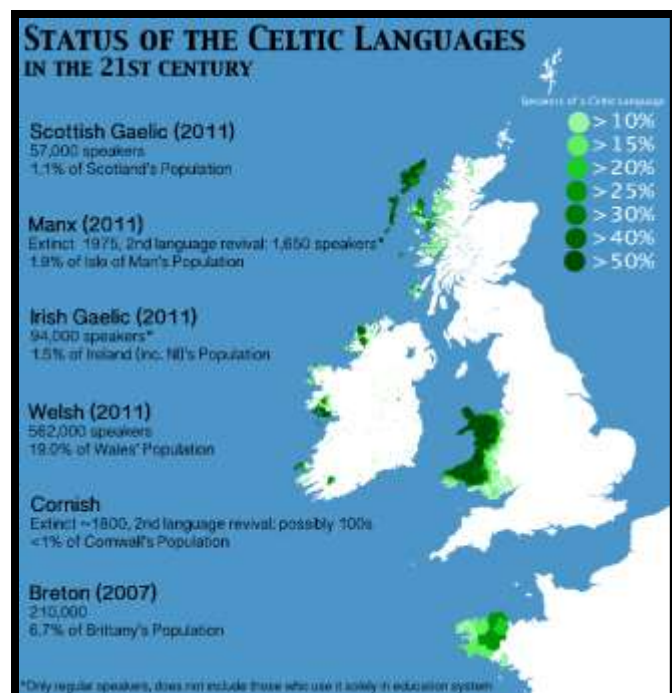 STATUS OF THE CELTIC LANGUAGES
IN THE 21ST CENTURY
Speakers of a Celtic Language
>10%
>15%
>20%
>25%
>30%
>40%
>50%
Scottish Gaelic (2011)
57,000 speakers
1.1% of Scotland's Population
Manx (2011)
Extinct 1975, 2nd language revival: 1,650 speakers*
1.9% of Isle of Man's Population
Irish Gaelic (2011)
94,000 speakers*
1.5% of Ireland (inc. NI)'s Population
Welsh (2011)
562,000 speakers
19.0% of Wales' Population
Cornish
Extinct ~1800, 2nd language revival: possibly 100s
<1% of Cornwall's Population
Breton (2007)
210,000
6.7% of Brittany's Population
*Only regular speakers, does not include those who use it solely in education system